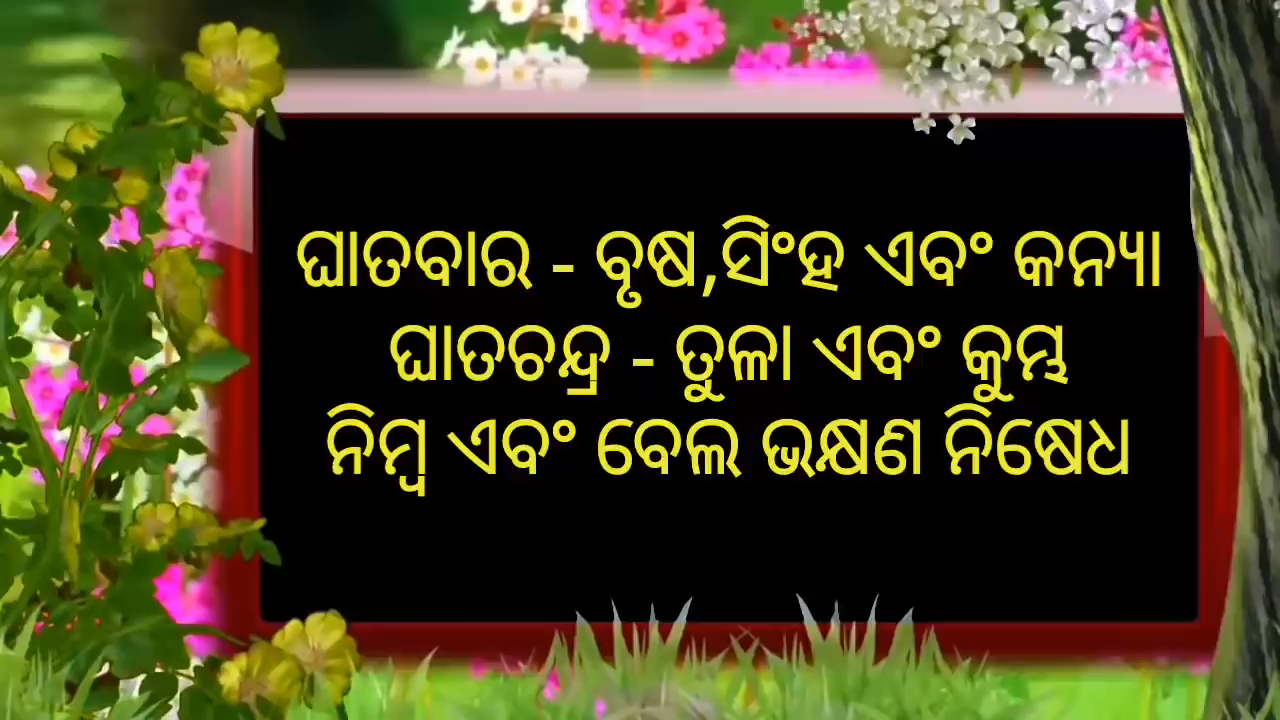 ଘାତବାର - ବୃଷ,ସିଂହ ଏବଂ କନ୍ୟା
ଘାତଚନ୍ଦ୍ର - ତୁଳା ଏବଂ କୁମ୍ଭ
ନିମ୍ବ ଏବଂ ବେଲ ଭକ୍ଷଣ ନିଷେଧ